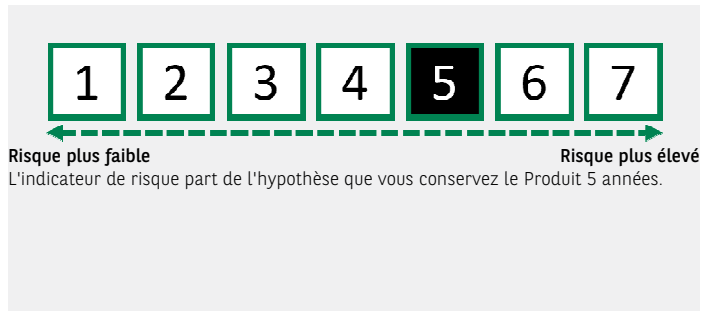 1 2 3 4 5 6 7
Risque plus faible Risque plus élevé
L'indicateur de risque part de l'hypothèse que vous conservez le Produit 5 années.